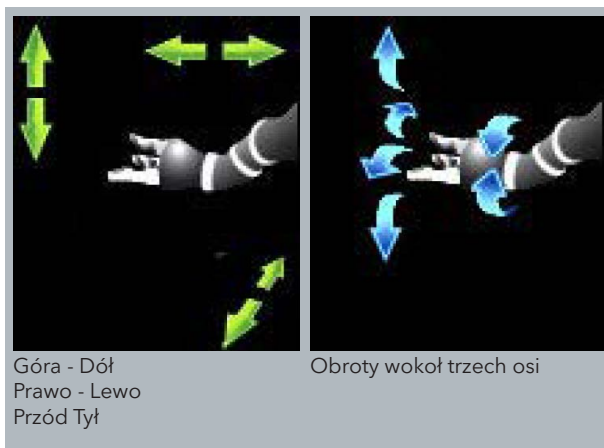 Góra - Dół
Prawo - Lewo
Przód Tył
Obroty wokoł trzech osi